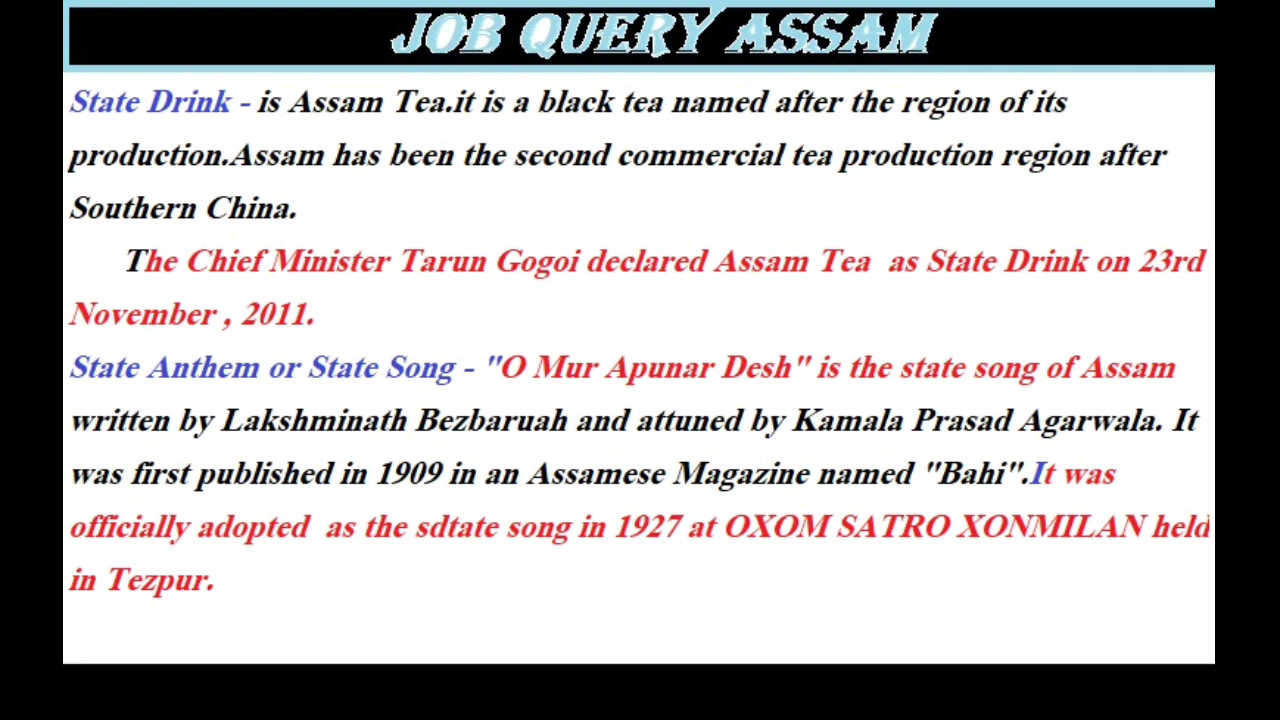 JOB QUERY ASSAM
State Drink - is Assam Tea.it is a black tea named after the region of its
production.Assam has been the second commercial tea production region after
Southern China.
The Chief Minister Tarun Gogoi declared Assam Tea as State Drink on 23rd
November , 2011.
State Anthem or State Song - "O Mur Apunar Desh" is the state song of Assam
written by Lakshminath Bezbaruah and attuned by Kamala Prasad Agarwala. It
was first published in 1909 in an Assamese Magazine named "Bahi".It was
officially adopted as the sdtate song in 1927 at OXOM SATRO XONMILAN held
in Tezpur.